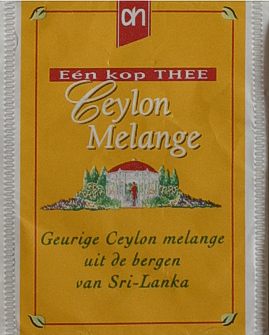 ah
Eén kop THEE
Ceylon
Melange
Geurige Ceylon melange
uit de bergen
van Sri-Lanka